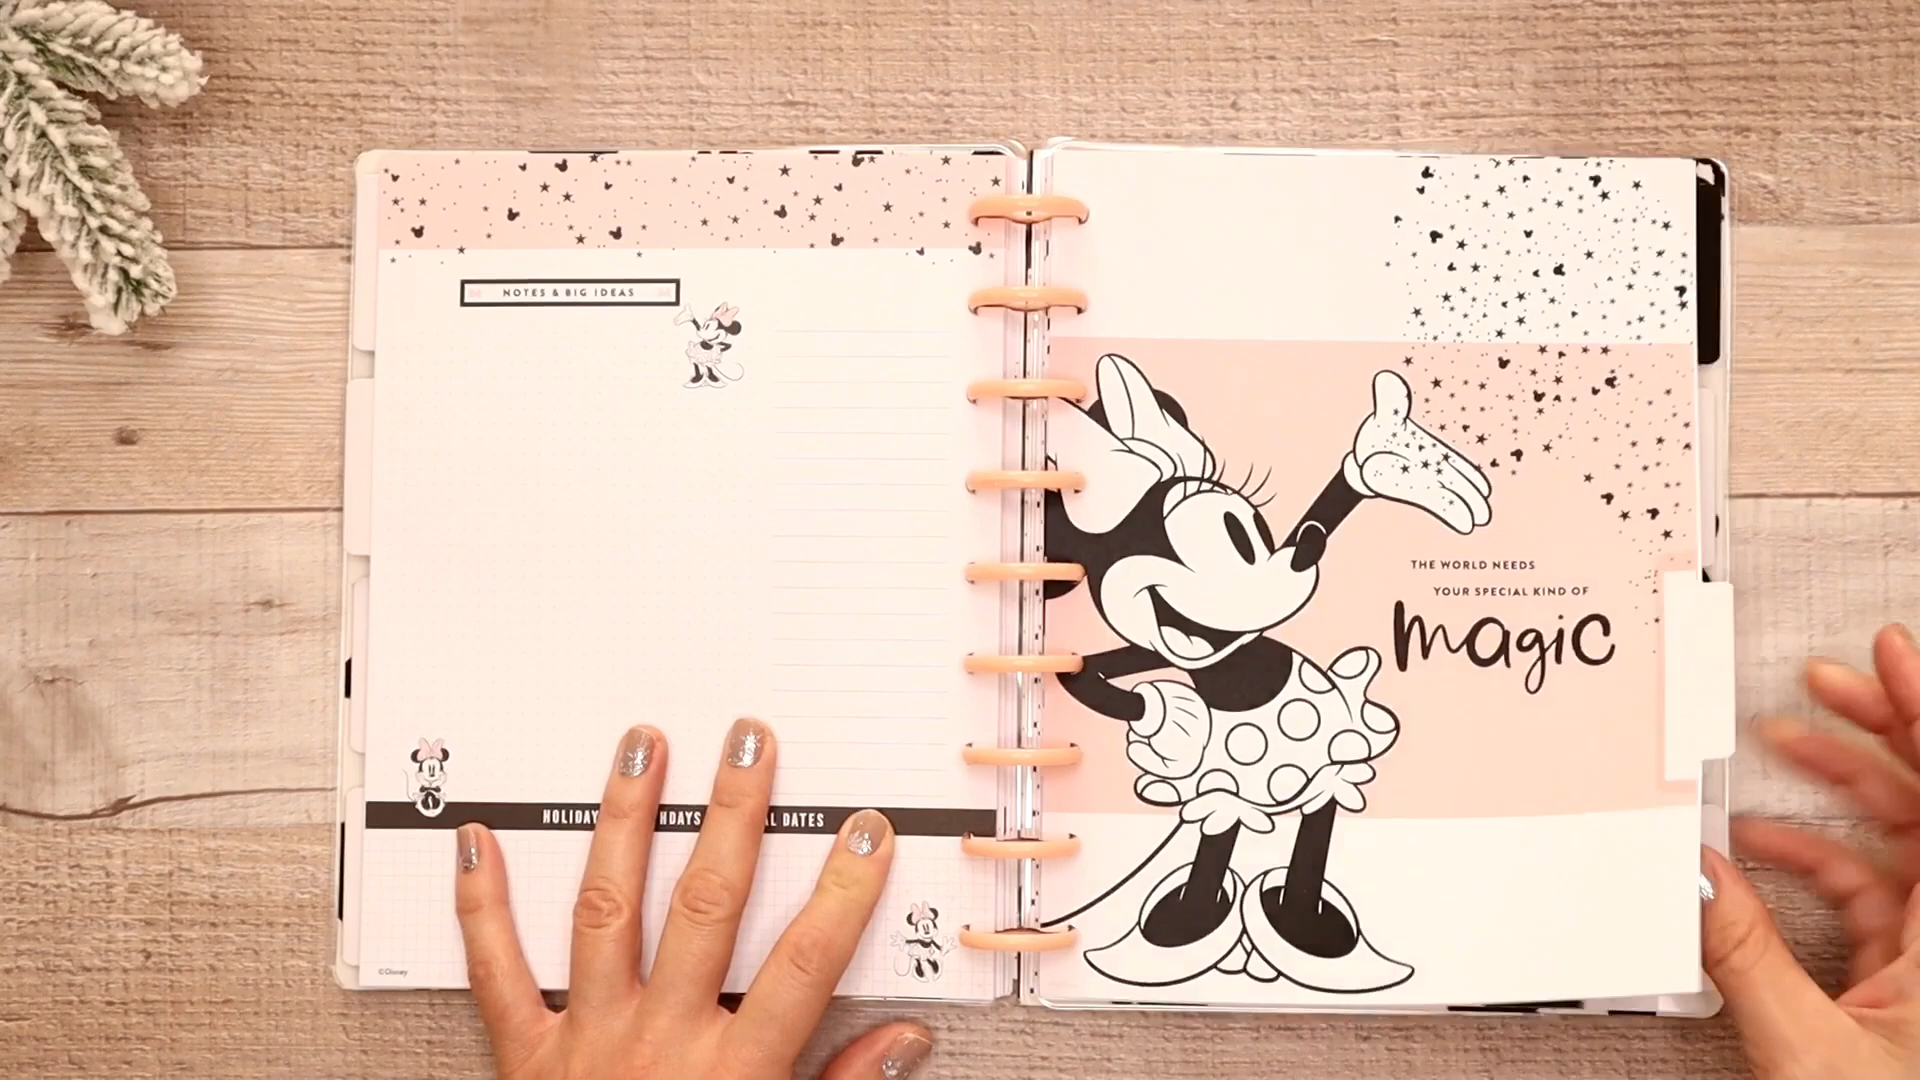 NOTES & BIG IDEAS
HOLIDAY HDAYS L DATES
©Disney
THE WORLD NEEDS
YOUR SPECIAL KIND OF
magic